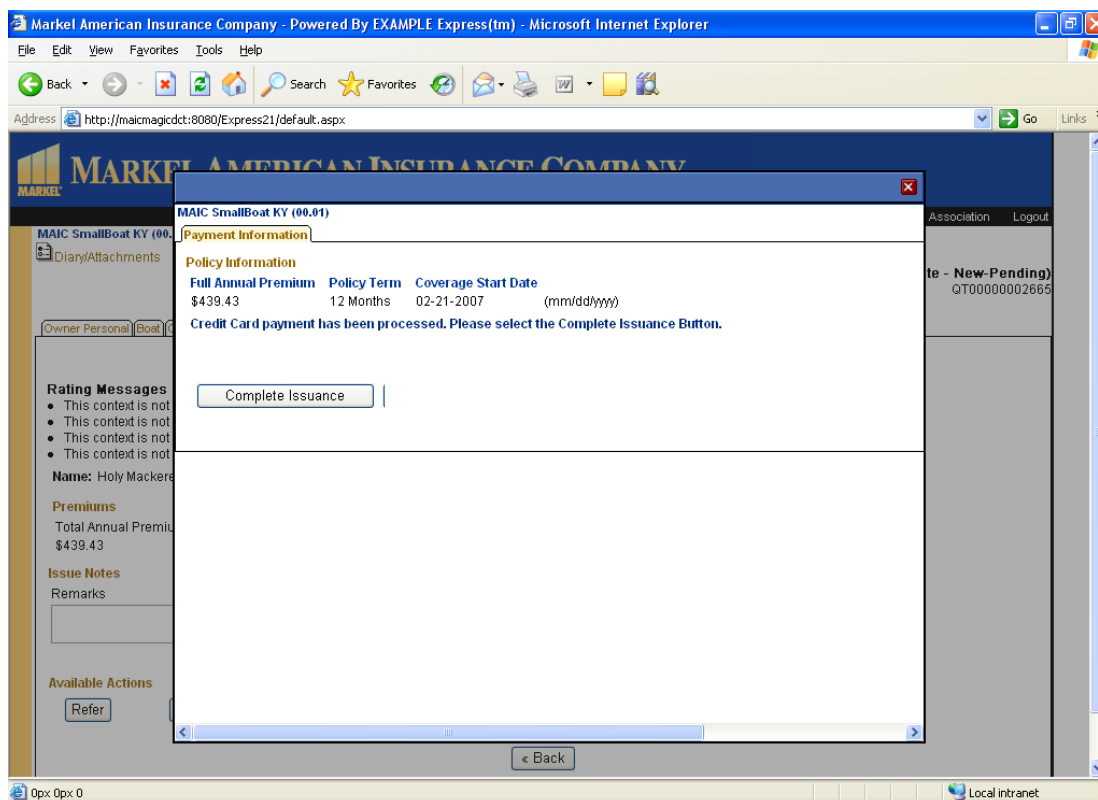 Markel American Insurance Company - Powered By EXAMPLE Express(tm) - Microsoft Internet Explorer
File Edit View Favorites Tools Help
Back Search Favorites
Address http://maicmagicdct:8080/Express21/default.aspx Go Links
MARKEL AMERICAN INSURANCE COMPANY
MARKEL
Association Logout
MAIC SmallBoat KY (00.
Diary/Attachments
te - New-Pending)
QT00000002665
Owner Personal Boat
Rating Messages
This context is not
This context is not
This context is not
This context is not
Name: Holy Mackere
Premiums
Total Annual Premiu
$439.43
Issue Notes
Remarks
Available Actions
Refer
MAIC SmallBoat KY (00.01)
Payment Information
Policy Information
Full Annual Premium Policy Term Coverage Start Date
$439.43 12 Months 02-21-2007 (mm/dd/yyyy)
Credit Card payment has been processed. Please select the Complete Issuance Button.
Complete Issuance
« Back
0px 0px 0 Local intranet